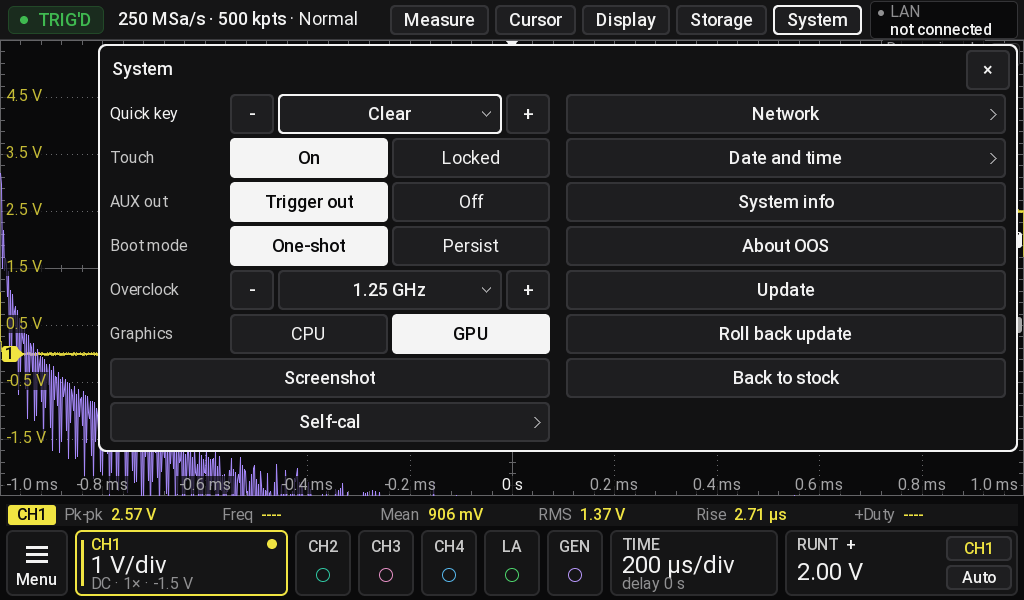 TRIG'D 250 MSa/s · 500 kpts · Normal Measure Cursor Display Storage System LAN
not connected
System ×
Quick key - Clear + Network
Touch On Locked Date and time
AUX out Trigger out Off System info
Boot mode One-shot Persist About OOS
Overclock - 1.25 GHz + Update
Graphics CPU GPU Roll back update
Screenshot Back to stock
Self-cal
4.5 V
3.5 V
2.5 V
1.5 V
0.5 V
1
-0.5 V
-1.5 V
-1.0 ms -0.8 ms -0.6 ms -0.4 ms -0.2 ms 0 s 0.2 ms 0.4 ms 0.6 ms 0.8 ms 1.0 ms
CH1 Pk-pk 2.57 V Freq ---- Mean 906 mV RMS 1.37 V Rise 2.71 µs +Duty ----
Menu
CH1
1 V/div
DC · 1× · -1.5 V
CH2 CH3 CH4 LA GEN
TIME
200 µs/div
delay 0 s
RUNT + CH1
2.00 V Auto